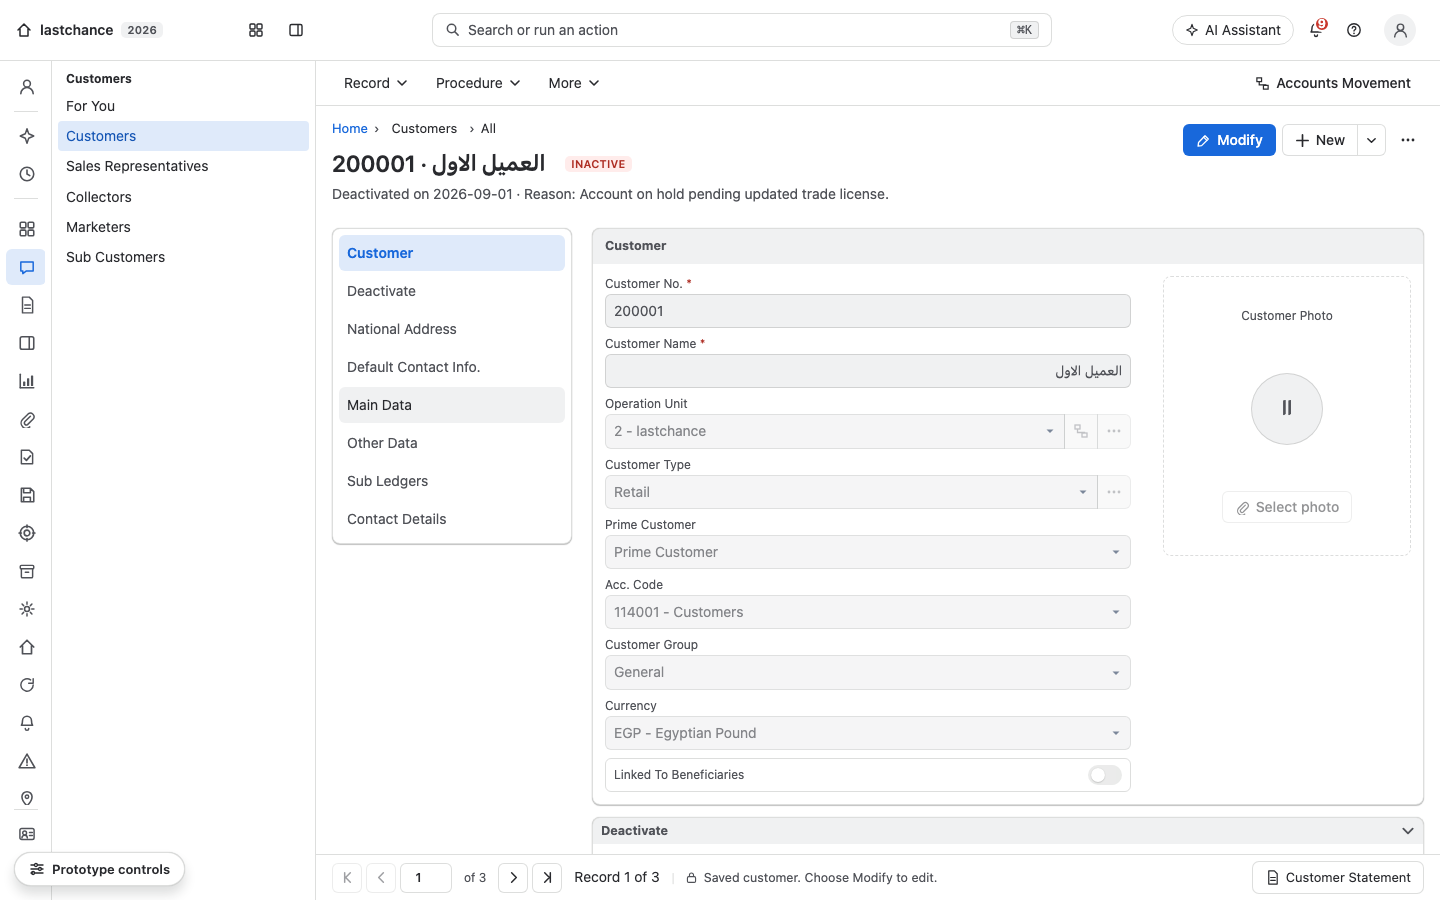 lastchance 2026
Search or run an action
⌘K
AI Assistant
9
Customers
For You
Customers
Sales Representatives
Collectors
Marketers
Sub Customers
Record
Procedure
More
Accounts Movement
Home › Customers › All
200001 · العميل الاول
INACTIVE
Deactivated on 2026-09-01 · Reason: Account on hold pending updated trade license.
Modify
New
Customer
Deactivate
National Address
Default Contact Info.
Main Data
Other Data
Sub Ledgers
Contact Details
Customer
Customer No. *
200001
Customer Name *
العميل الاول
Operation Unit
2 - lastchance
Customer Type
Retail
Prime Customer
Prime Customer
Acc. Code
114001 - Customers
Customer Group
General
Currency
EGP - Egyptian Pound
Linked To Beneficiaries
Customer Photo
اا
Select photo
Deactivate
Prototype controls
1
of 3
Record 1 of 3
Saved customer. Choose Modify to edit.
Customer Statement